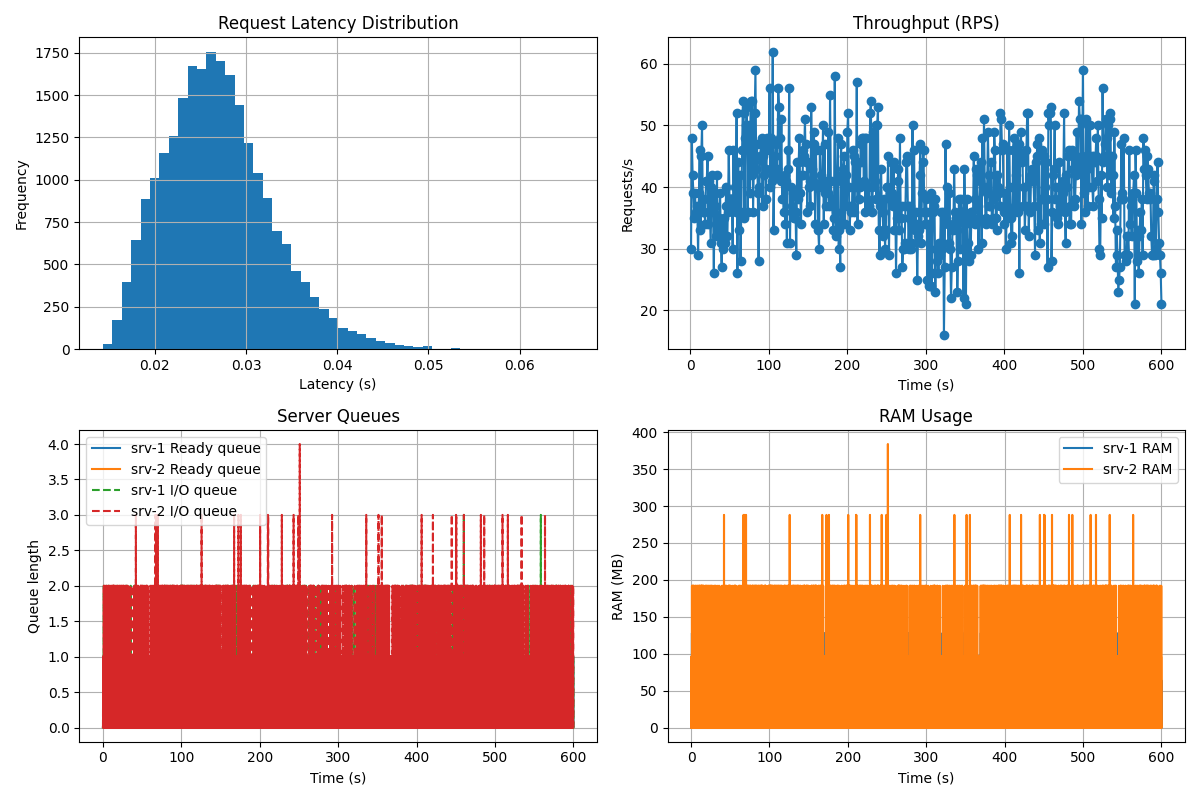 Request Latency Distribution
Frequency
1750
1500
1250
1000
750
500
250
0
0.02 0.03 0.04 0.05 0.06
Latency (s)
Throughput (RPS)
Requests/s
60
50
40
30
20
0 100 200 300 400 500 600
Time (s)
Server Queues
Queue length
4.0
3.5
3.0
2.5
2.0
1.5
1.0
0.5
0.0
srv-1 Ready queue
srv-2 Ready queue
srv-1 I/O queue
srv-2 I/O queue
0 100 200 300 400 500 600
Time (s)
RAM Usage
RAM (MB)
400
350
300
250
200
150
100
50
0
srv-1 RAM
srv-2 RAM
0 100 200 300 400 500 600
Time (s)